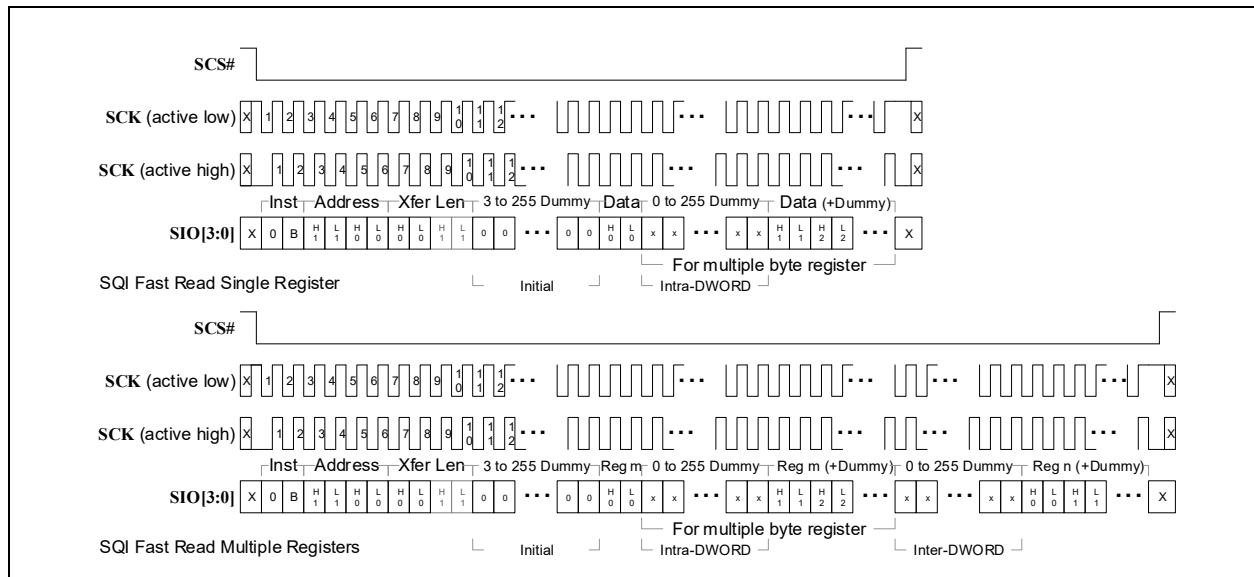 SCS#
SCK (active low) X 1 2 3 4 5 6 7 8 9 10 11 12 ... ... ... ... X
SCK (active high) X 1 2 3 4 5 6 7 8 9 10 11 12 ... ... ... X
Inst Address Xfer Len 3 to 255 Dummy Data 0 to 255 Dummy Data (+Dummy)
SIO[3:0] X 0 B H1 L1 H0 L0 H0 L0 H1 L1 0 0 ... 0 0 H0 L0 x x ... x x H1 L1 H2 L2 ... X
For multiple byte register
SQI Fast Read Single Register Initial Intra-DWORD
SCS#
SCK (active low) X 1 2 3 4 5 6 7 8 9 10 11 12 ... ... ... ... ... X
SCK (active high) X 1 2 3 4 5 6 7 8 9 10 11 12 ... ... ... ... ... X
Inst Address Xfer Len 3 to 255 Dummy Reg m 0 to 255 Dummy Reg m (+Dummy) 0 to 255 Dummy Reg n (+Dummy)
SIO[3:0] X 0 B H1 L1 H0 L0 H0 L0 H1 L1 0 0 ... 0 0 H0 L0 x x ... x x H1 L1 H2 L2 ... x x ... x x H0 L0 H1 L1 ... X
For multiple byte register
SQI Fast Read Multiple Registers Initial Intra-DWORD Inter-DWORD